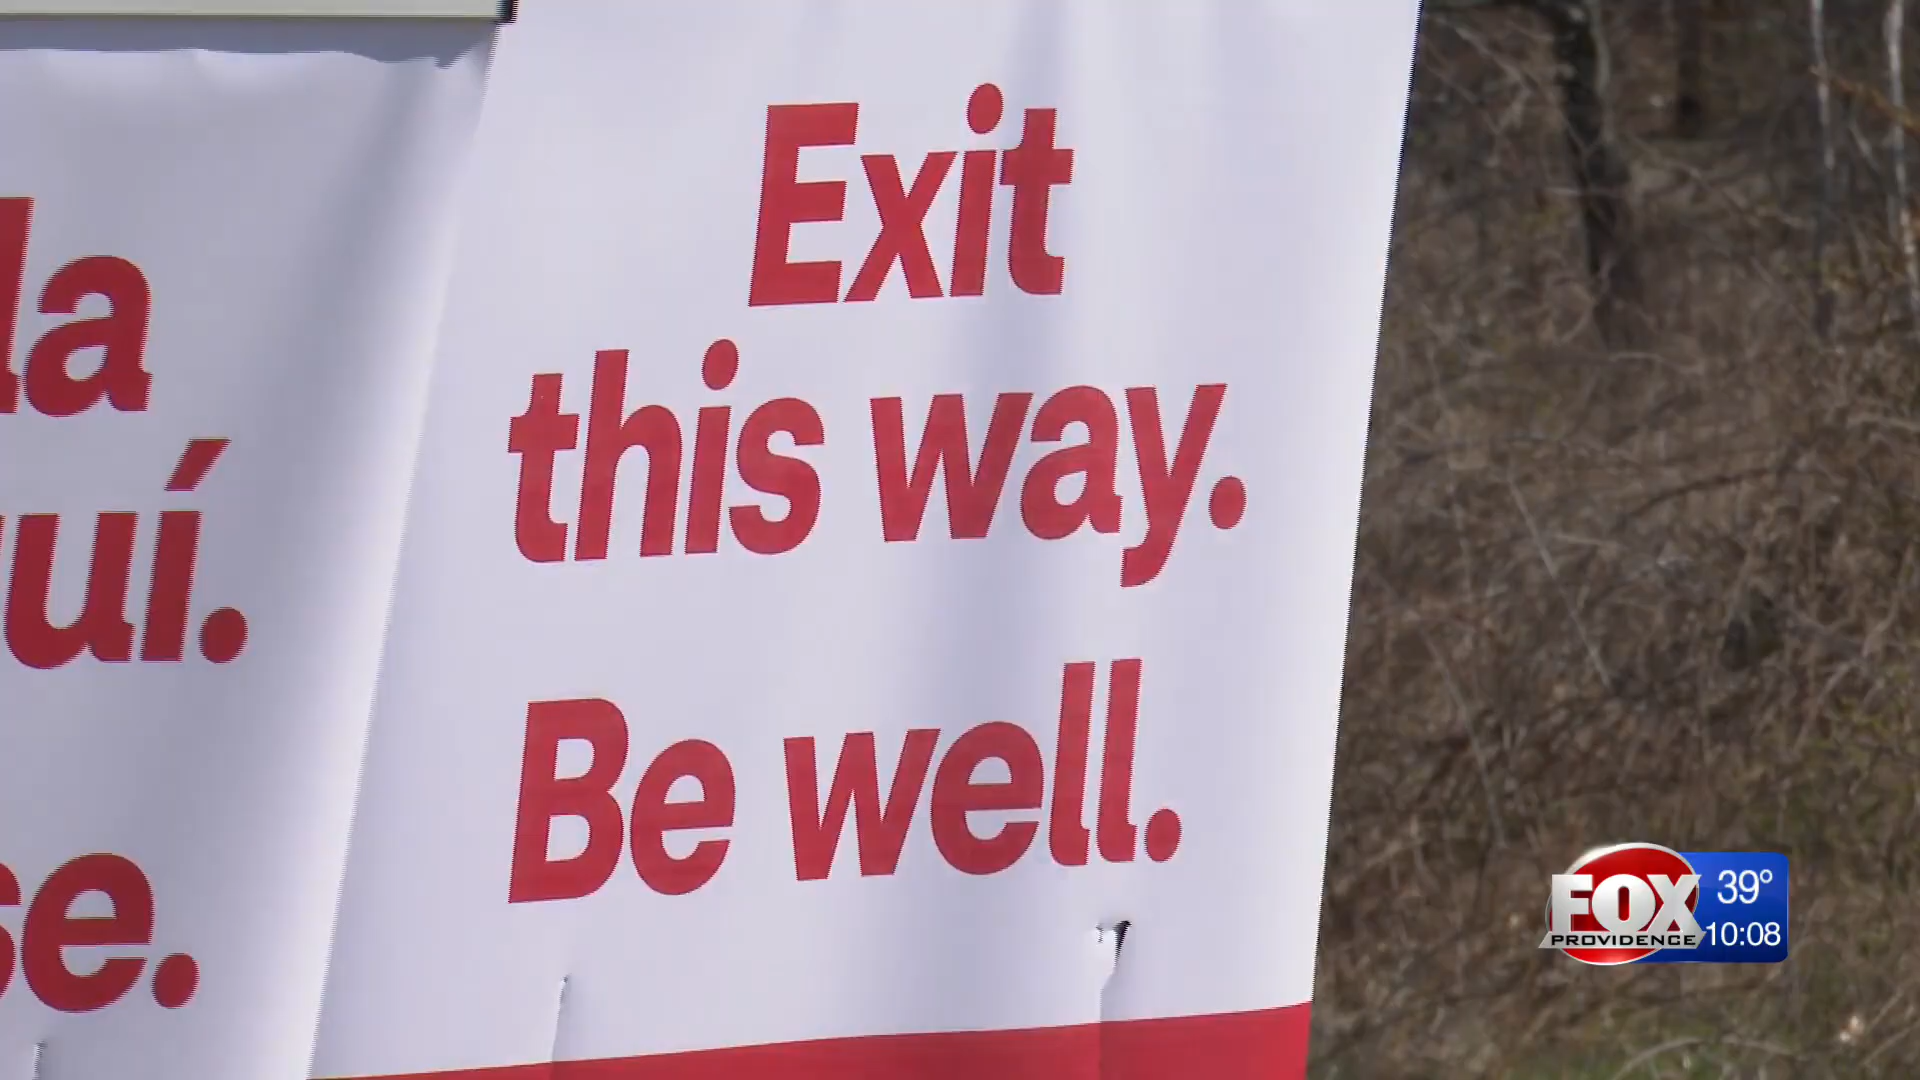 Exit
this way.
Be well.
FOX
PROVIDENCE
39°
10:08